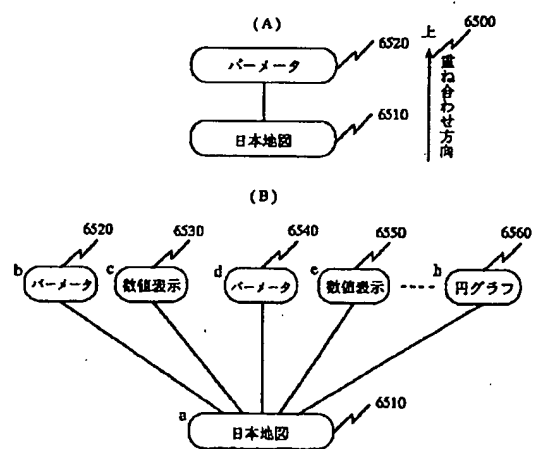 (A)
6520
バーメータ
6510
日本地図
6500
上
重ね合わせ方向
(B)
6520
6530
6540
6550
6560
b
バーメータ
c
数値表示
d
バーメータ
e
数値表示
h
円グラフ
6510
a
日本地図